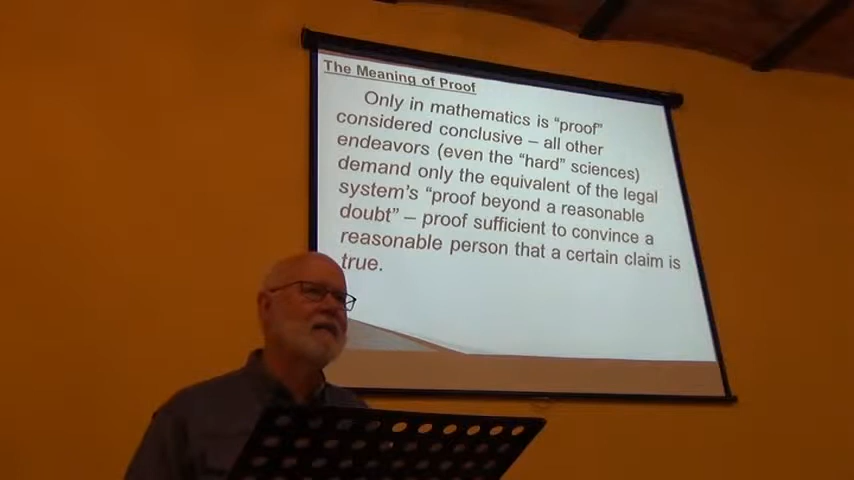 The Meaning of Proof
Only in mathematics is “proof”
considered conclusive – all other
endeavors (even the “hard” sciences)
demand only the equivalent of the legal
system’s “proof beyond a reasonable
doubt” – proof sufficient to convince a
reasonable person that a certain claim is
true.